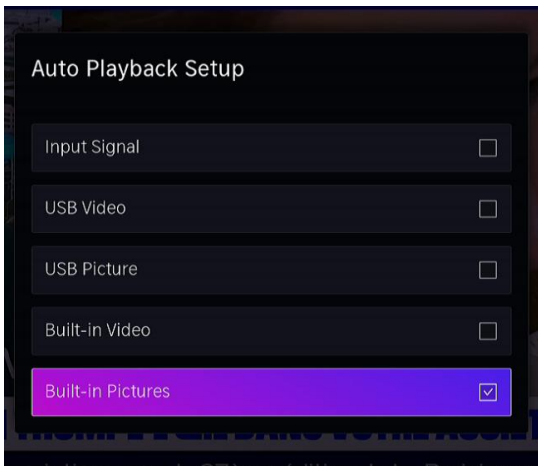 Auto Playback Setup
Input Signal
USB Video
USB Picture
Built-in Video
Built-in Pictures